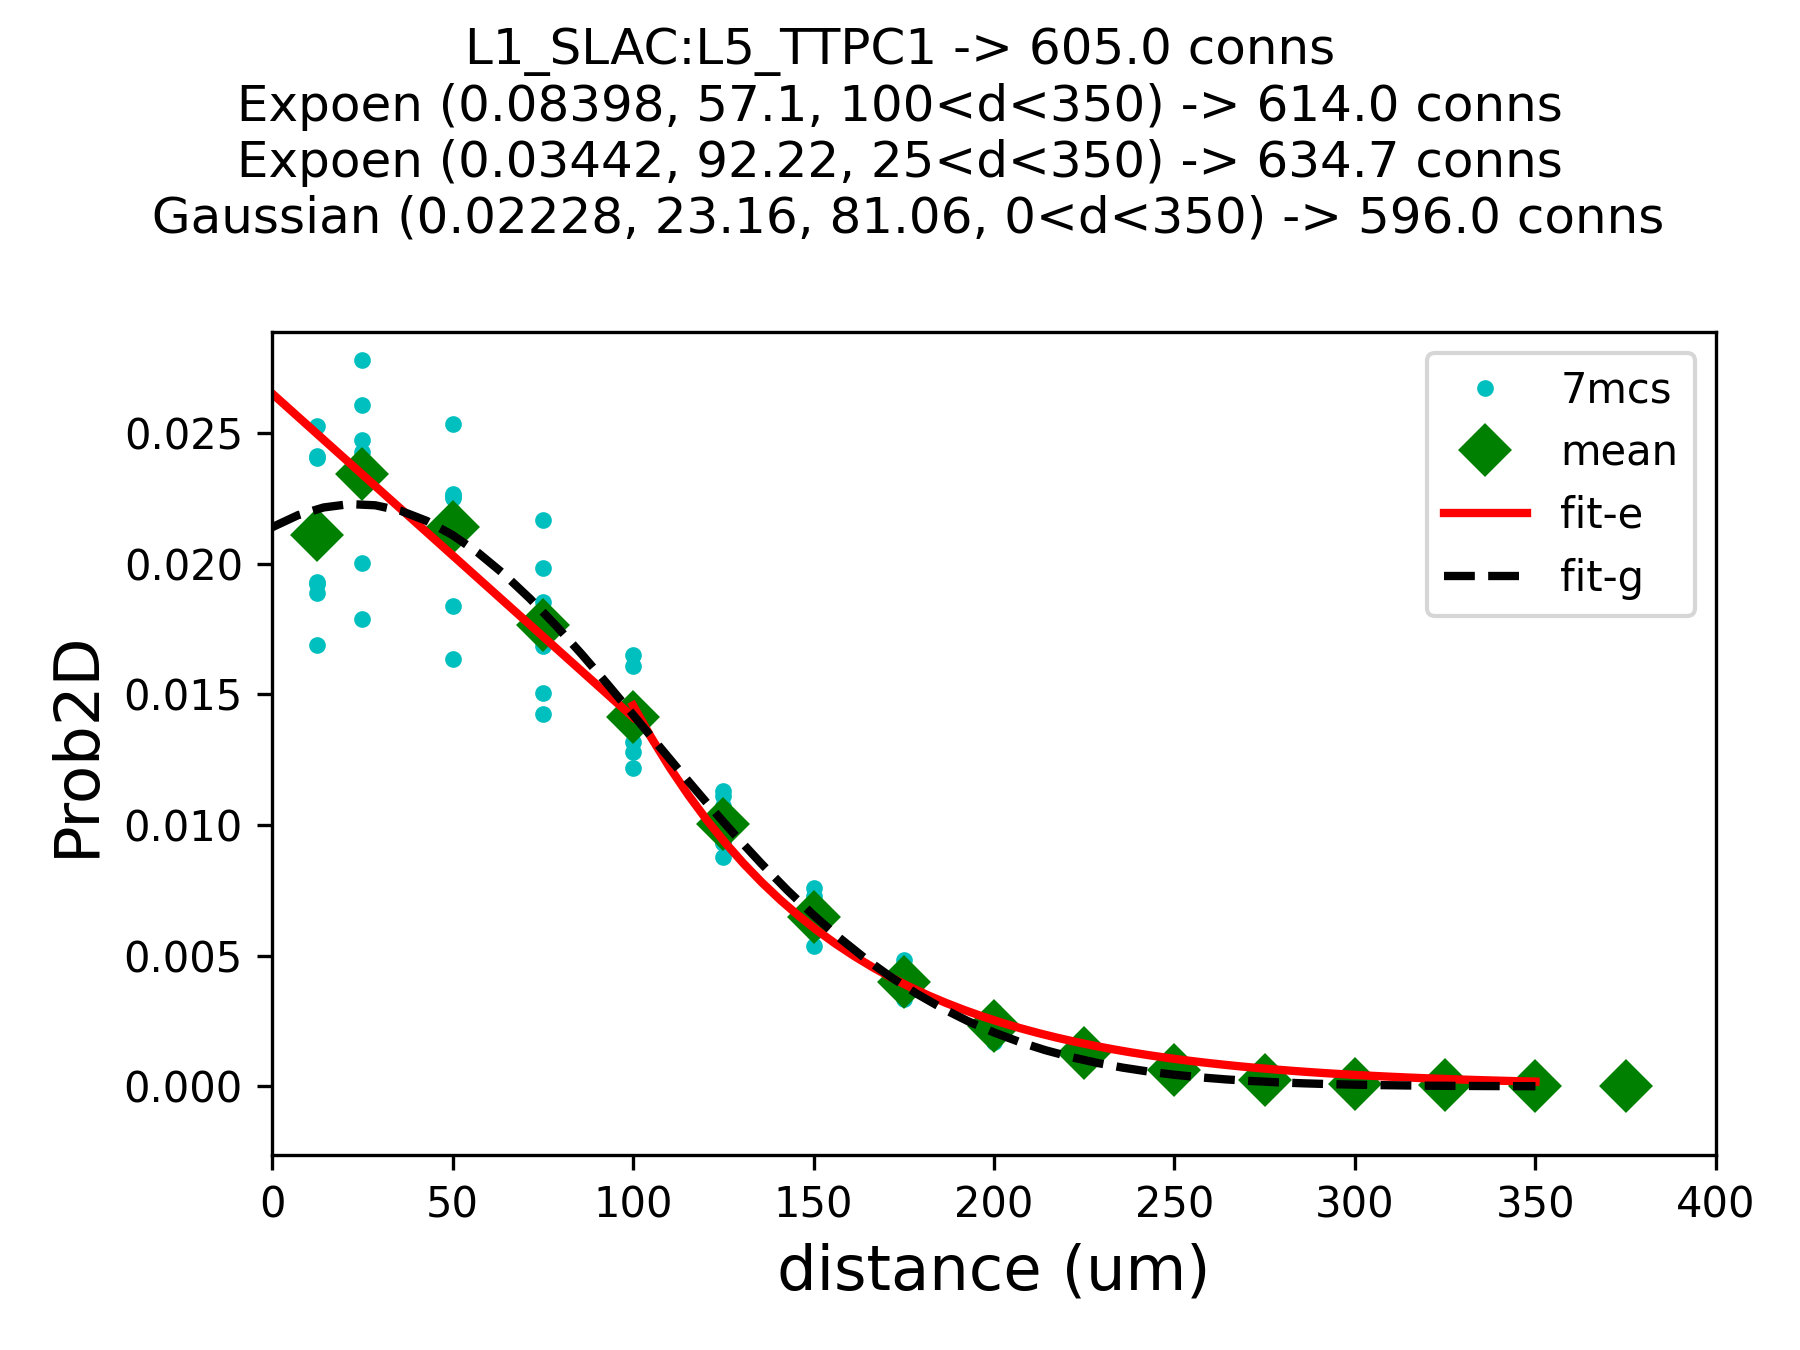 L1_SLAC:L5_TTPC1 -> 605.0 conns
Expoen (0.08398, 57.1, 100<d<350) -> 614.0 conns
Expoen (0.03442, 92.22, 25<d<350) -> 634.7 conns
Gaussian (0.02228, 23.16, 81.06, 0<d<350) -> 596.0 conns
7mcs
mean
fit-e
fit-g
Prob2D
0.025
0.020
0.015
0.010
0.005
0.000
0 50 100 150 200 250 300 350 400
distance (um)